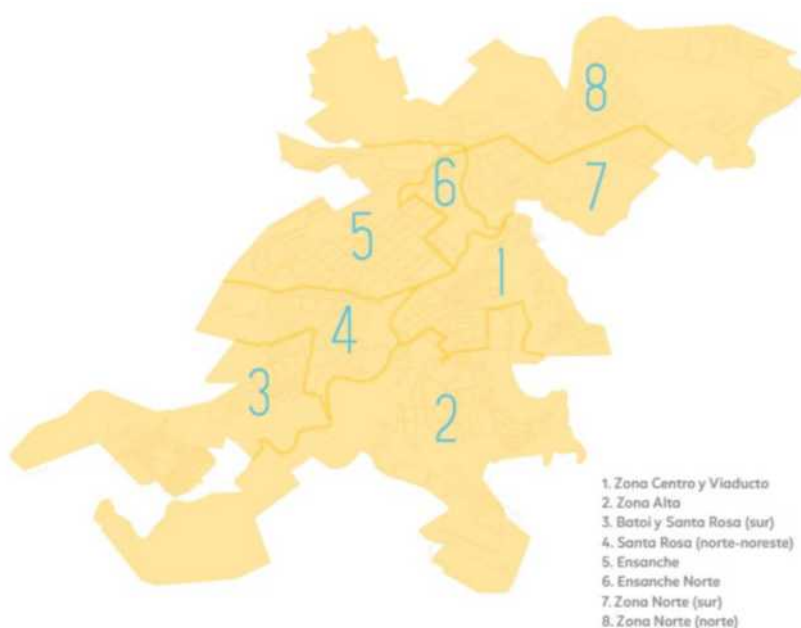 8
6
7
5
1
4
3
2
1. Zona Centro y Viaducto
2. Zona Alta
3. Batoi y Santa Rosa (sur)
4. Santa Rosa (norte-noreste)
5. Ensanche
6. Ensanche Norte
7. Zona Norte (sur)
8. Zona Norte (norte)